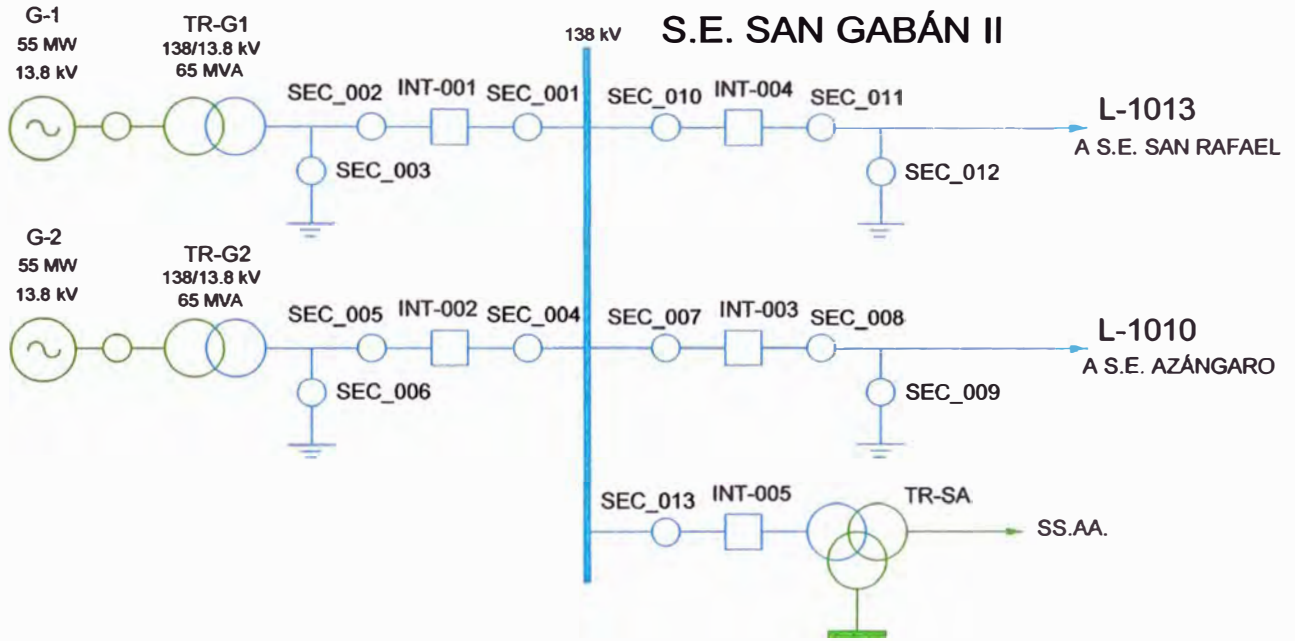 S.E. SAN GABÁN II
138 kV
G-1
55 MW
13.8 kV
TR-G1
138/13.8 kV
65 MVA
SEC_002
INT-001
SEC_001
SEC_003
SEC_010
INT-004
SEC_011
SEC_012
L-1013
A S.E. SAN RAFAEL
G-2
55 MW
13.8 kV
TR-G2
138/13.8 kV
65 MVA
SEC_005
INT-002
SEC_004
SEC_006
SEC_007
INT-003
SEC_008
SEC_009
L-1010
A S.E. AZÁNGARO
SEC_013
INT-005
TR-SA
SS.AA.